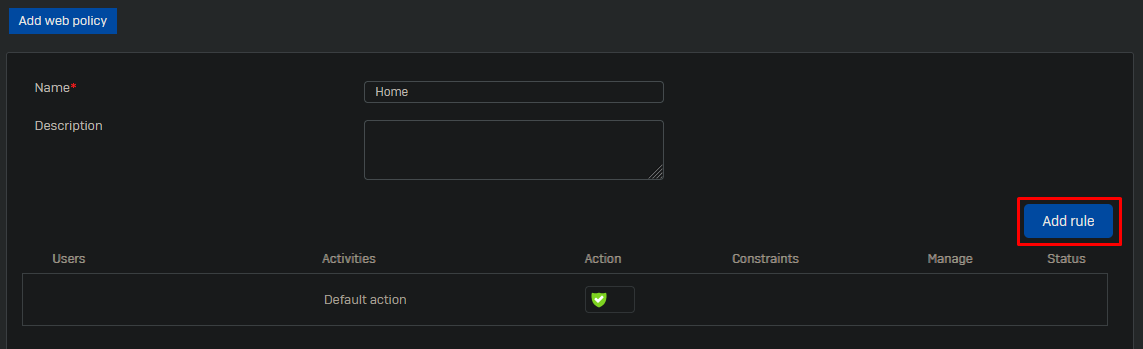 Add web policy
Name*
Home
Description
Add rule
Users Activities Action Constraints Manage Status
Default action